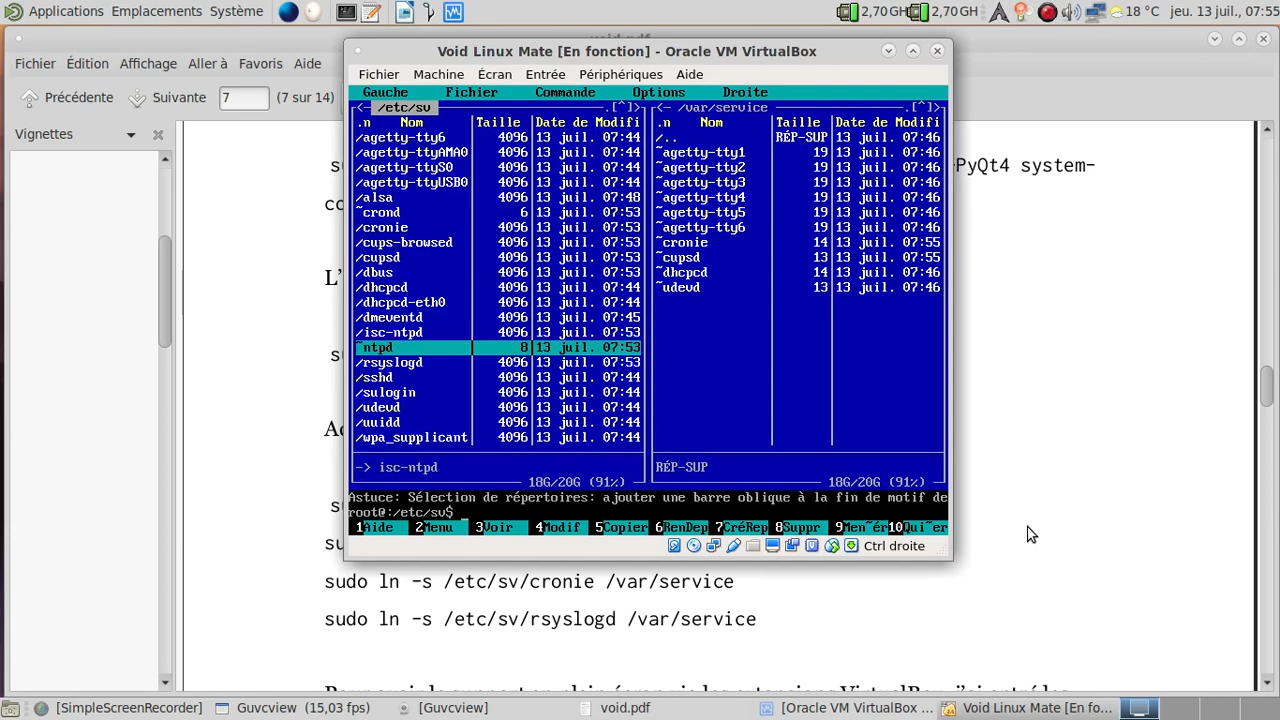 Applications Emplacements Système 2,70 GH 2,70 GH 18 °C jeu. 13 juil., 07:55
void.pdf
Fichier Édition Affichage Aller à Favoris Aide
Précédente Suivante 7 (7 sur 14)
Vignettes
Void Linux Mate [En fonction] - Oracle VM VirtualBox
Fichier Machine Écran Entrée Périphériques Aide
Gauche Fichier Commande Options Droite
<- /etc/sv .[^]>
.n Nom Taille Date de Modifi
/agetty-tty6 4096 13 juil. 07:44
/agetty-ttyAMA0 4096 13 juil. 07:44
/agetty-ttyS0 4096 13 juil. 07:44
/agetty-ttyUSB0 4096 13 juil. 07:44
/alsa 4096 13 juil. 07:48
~crond 6 13 juil. 07:53
/cronie 4096 13 juil. 07:53
/cups-browsed 4096 13 juil. 07:53
/cupsd 4096 13 juil. 07:53
/dbus 4096 13 juil. 07:53
/dhcpcd 4096 13 juil. 07:44
/dhcpcd-eth0 4096 13 juil. 07:44
/dmeventd 4096 13 juil. 07:45
/isc-ntpd 4096 13 juil. 07:53
~ntpd 8 13 juil. 07:53
/rsyslogd 4096 13 juil. 07:53
/sshd 4096 13 juil. 07:44
/sulogin 4096 13 juil. 07:44
/udevd 4096 13 juil. 07:44
/uuidd 4096 13 juil. 07:44
/wpa_supplicant 4096 13 juil. 07:44
-> isc-ntpd
18G/20G (91%)
<- /var/service .[^]>
.n Nom Taille Date de Modifi
/.. RÉP-SUP 13 juil. 07:46
~agetty-tty1 19 13 juil. 07:46
~agetty-tty2 19 13 juil. 07:46
~agetty-tty3 19 13 juil. 07:46
~agetty-tty4 19 13 juil. 07:46
~agetty-tty5 19 13 juil. 07:46
~agetty-tty6 19 13 juil. 07:46
~cronie 14 13 juil. 07:55
~cupsd 13 13 juil. 07:55
~dhcpcd 14 13 juil. 07:46
~udevd 13 13 juil. 07:46
RÉP-SUP
18G/20G (91%)
Astuce: Sélection de répertoires: ajouter une barre oblique à la fin de motif de
root@:/etc/sv$
1Aide 2Menu 3Voir 4Modif 5Copier 6RenDep 7CréRép 8Suppr 9Men~ér 10Qui~er
Ctrl droite
PyQt4 system-
co
L'
Ac
sudo ln -s /etc/sv/cronie /var/service
sudo ln -s /etc/sv/rsyslogd /var/service
[SimpleScreenRecorder] Guvcview (15,03 fps) [Guvcview] void.pdf [Oracle VM VirtualBox ... Void Linux Mate [En fo...